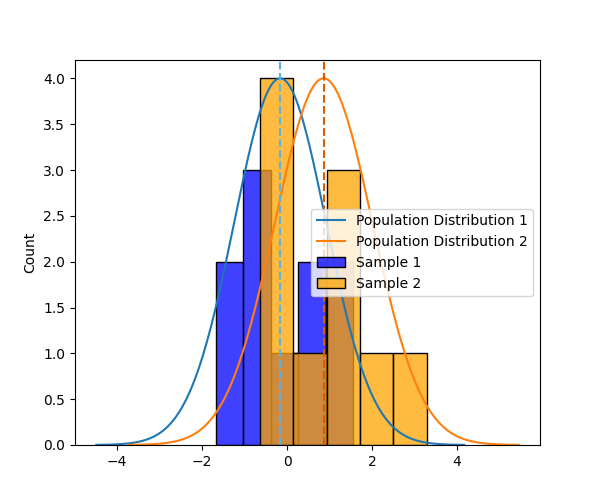 4.0
3.5
3.0
2.5
2.0
1.5
1.0
0.5
0.0
Count
Population Distribution 1
Population Distribution 2
Sample 1
Sample 2
−4 −2 0 2 4